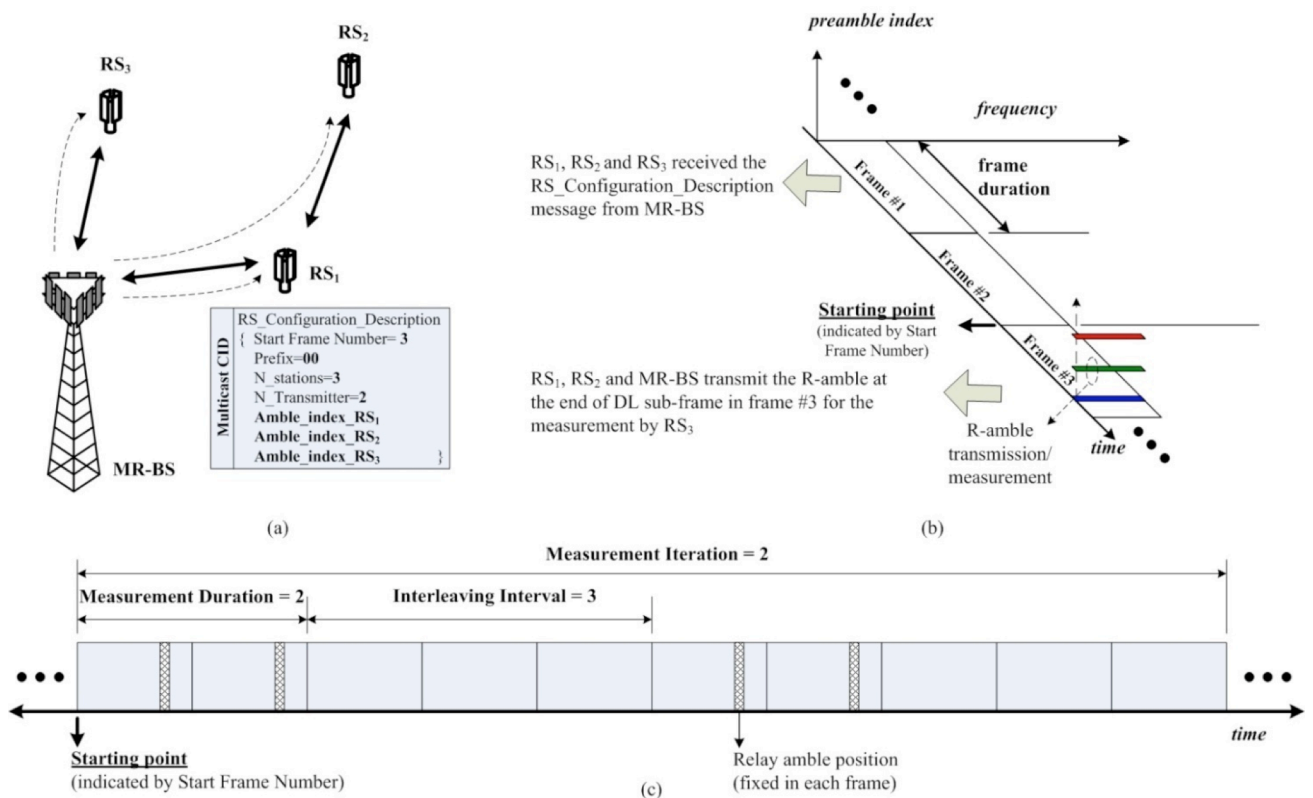 RS₂
RS₃
RS₁
MR-BS
Multicast CID
RS_Configuration_Description
{ Start Frame Number= 3
Prefix=00
N_stations=3
N_Transmitter=2
Amble_index_RS₁
Amble_index_RS₂
Amble_index_RS₃ }
(a)
preamble index
frequency
frame
duration
RS₁, RS₂ and RS₃ received the
RS_Configuration_Description
message from MR-BS
Frame #1
Frame #2
Starting point
(indicated by Start
Frame Number)
Frame #3
RS₁, RS₂ and MR-BS transmit the R-amble at
the end of DL sub-frame in frame #3 for the
measurement by RS₃
R-amble
transmission/
measurement
time
(b)
Measurement Iteration = 2
Measurement Duration = 2
Interleaving Interval = 3
time
Starting point
(indicated by Start Frame Number)
Relay amble position
(fixed in each frame)
(c)